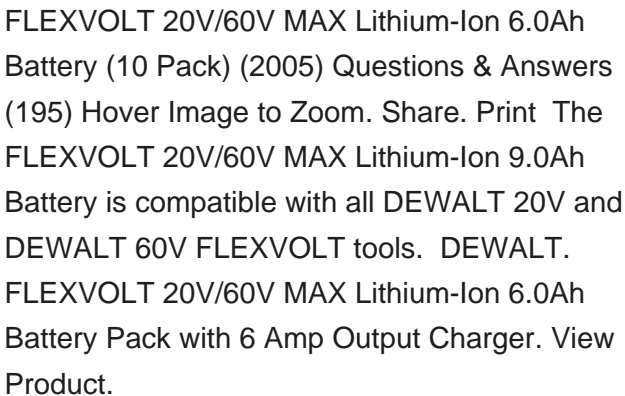 FLEXVOLT 20V/60V MAX Lithium-Ion 6.0Ah
Battery (10 Pack) (2005) Questions & Answers
(195) Hover Image to Zoom. Share. Print  The
FLEXVOLT 20V/60V MAX Lithium-Ion 9.0Ah
Battery is compatible with all DEWALT 20V and
DEWALT 60V FLEXVOLT tools.  DEWALT.
FLEXVOLT 20V/60V MAX Lithium-Ion 6.0Ah
Battery Pack with 6 Amp Output Charger. View
Product.